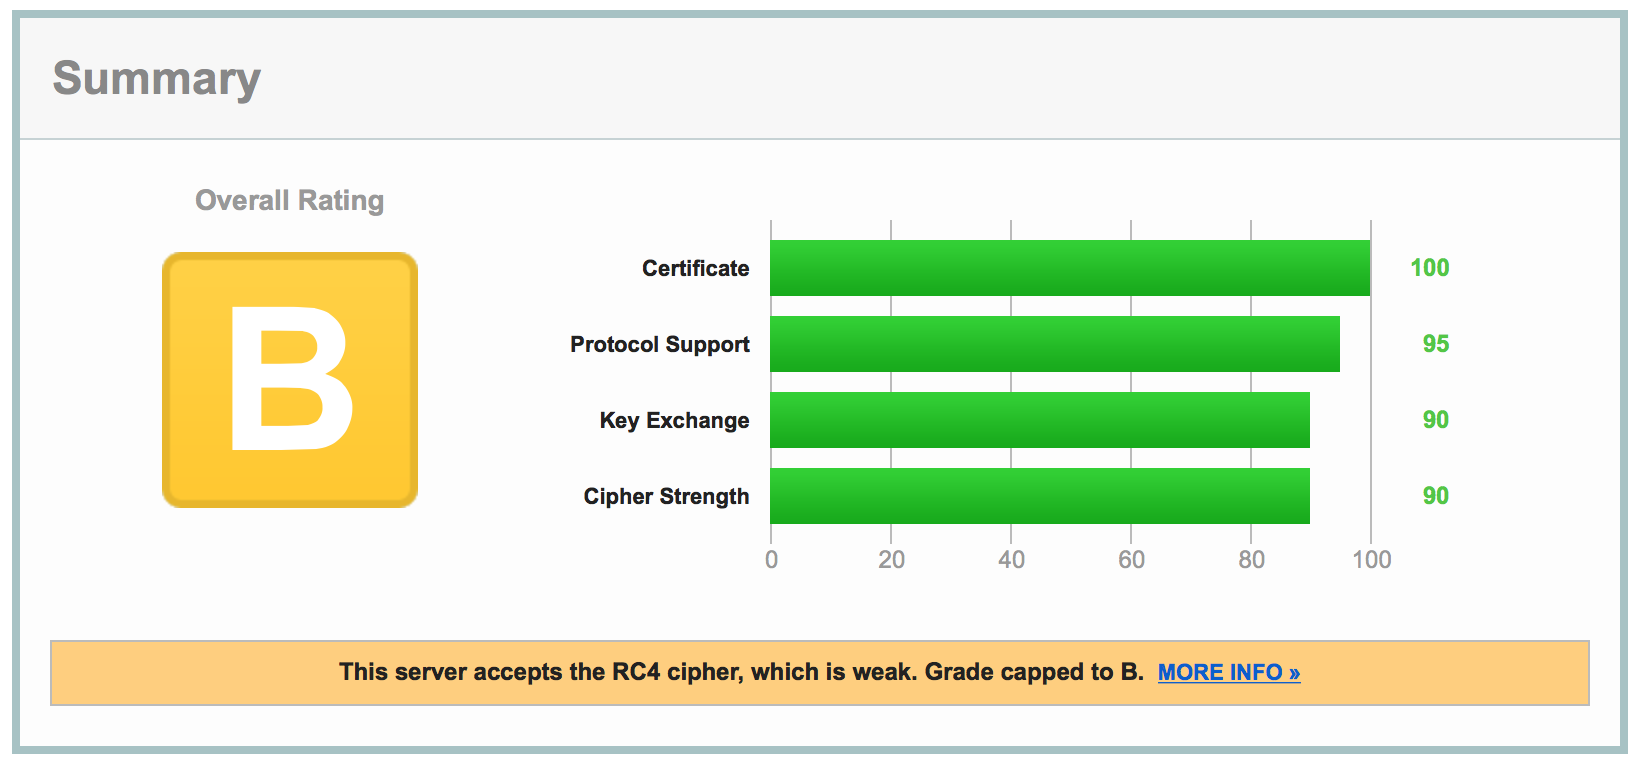 Summary
Overall Rating
B
Certificate 100
Protocol Support 95
Key Exchange 90
Cipher Strength 90
0 20 40 60 80 100
This server accepts the RC4 cipher, which is weak. Grade capped to B. MORE INFO »